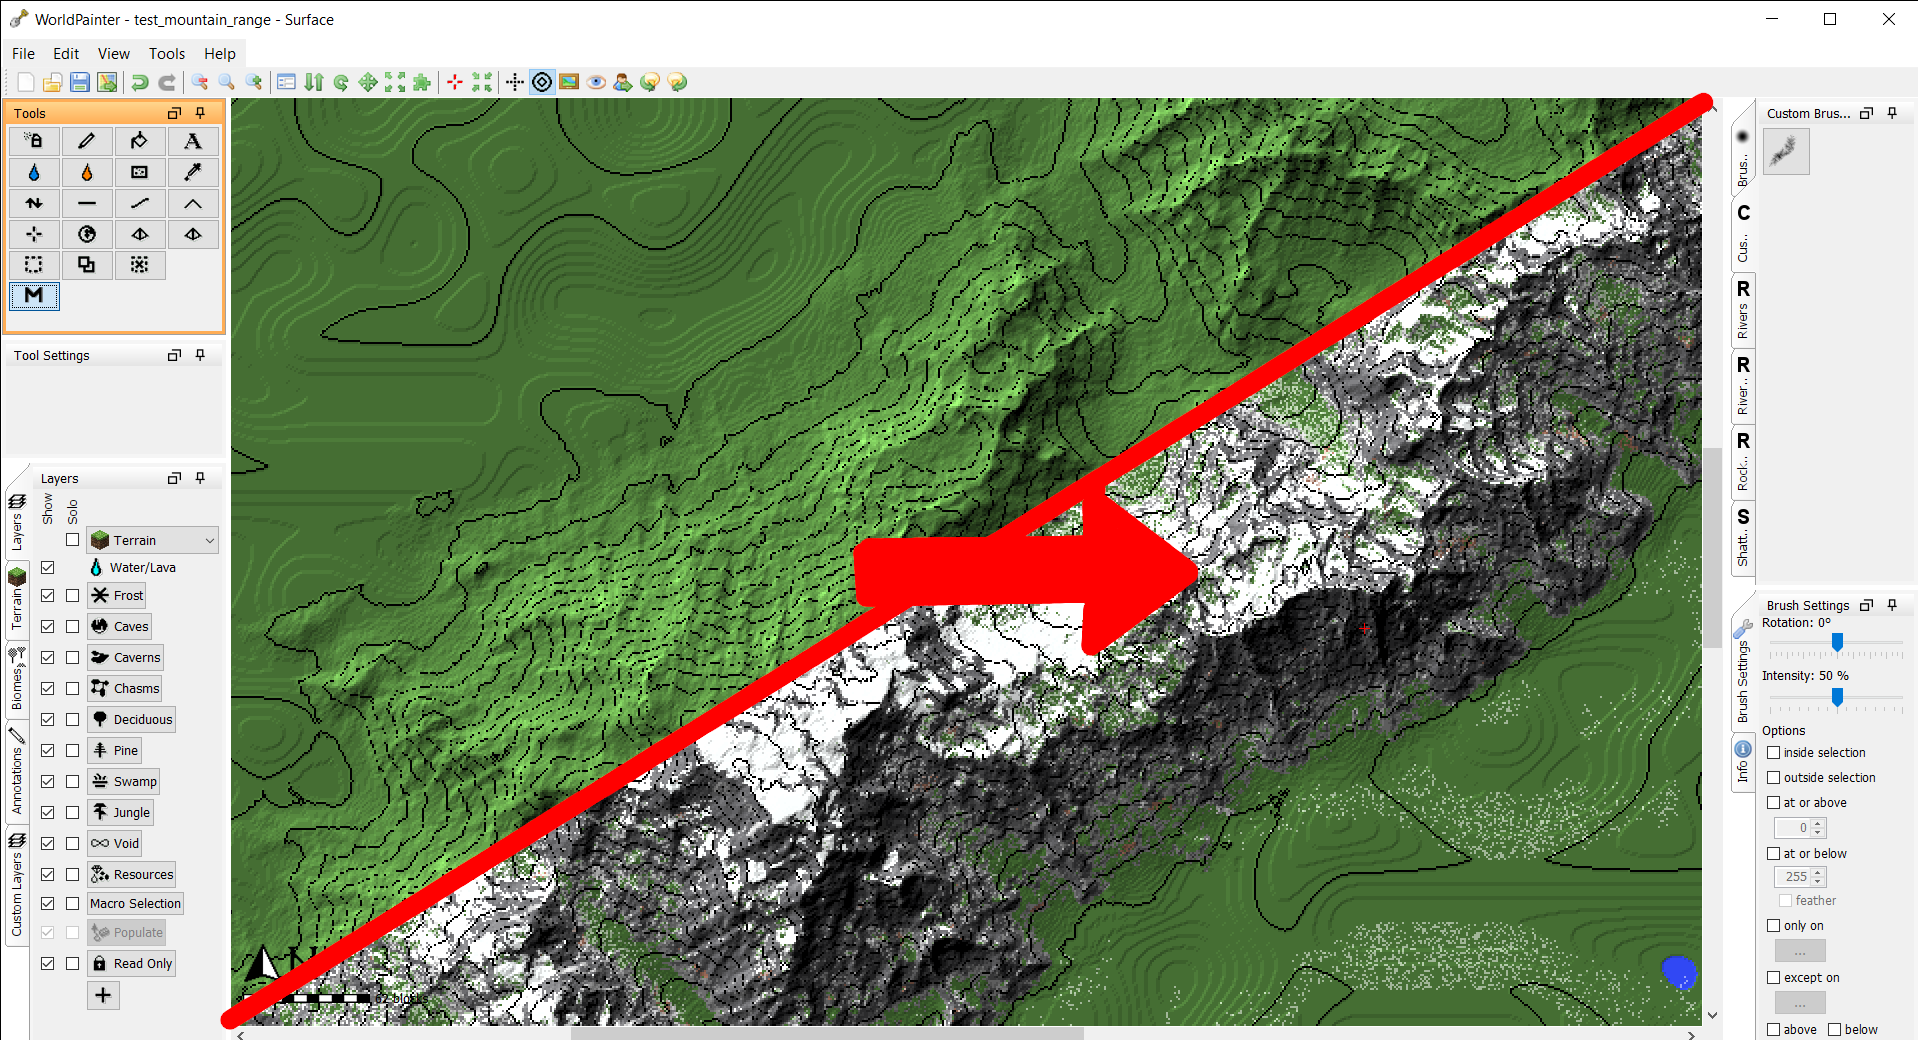 WorldPainter - test_mountain_range - Surface
File Edit View Tools Help
Tools
A
M
Tool Settings
Layers
Show
Solo
Terrain
Water/Lava
Frost
Caves
Caverns
Chasms
Deciduous
Pine
Swamp
Jungle
Void
Resources
Macro Selection
Populate
Read Only
+
Layers
Terrain
Biomes
Annotations
Custom Layers
N
Brus..
C
Cus..
R
Rivers
R
River..
R
Rock..
S
Shatt..
Custom Brus...
Brush Settings
Info
Brush Settings
Rotation: 0°
Intensity: 50 %
Options
inside selection
outside selection
at or above
0
at or below
255
feather
only on
...
except on
...
above below